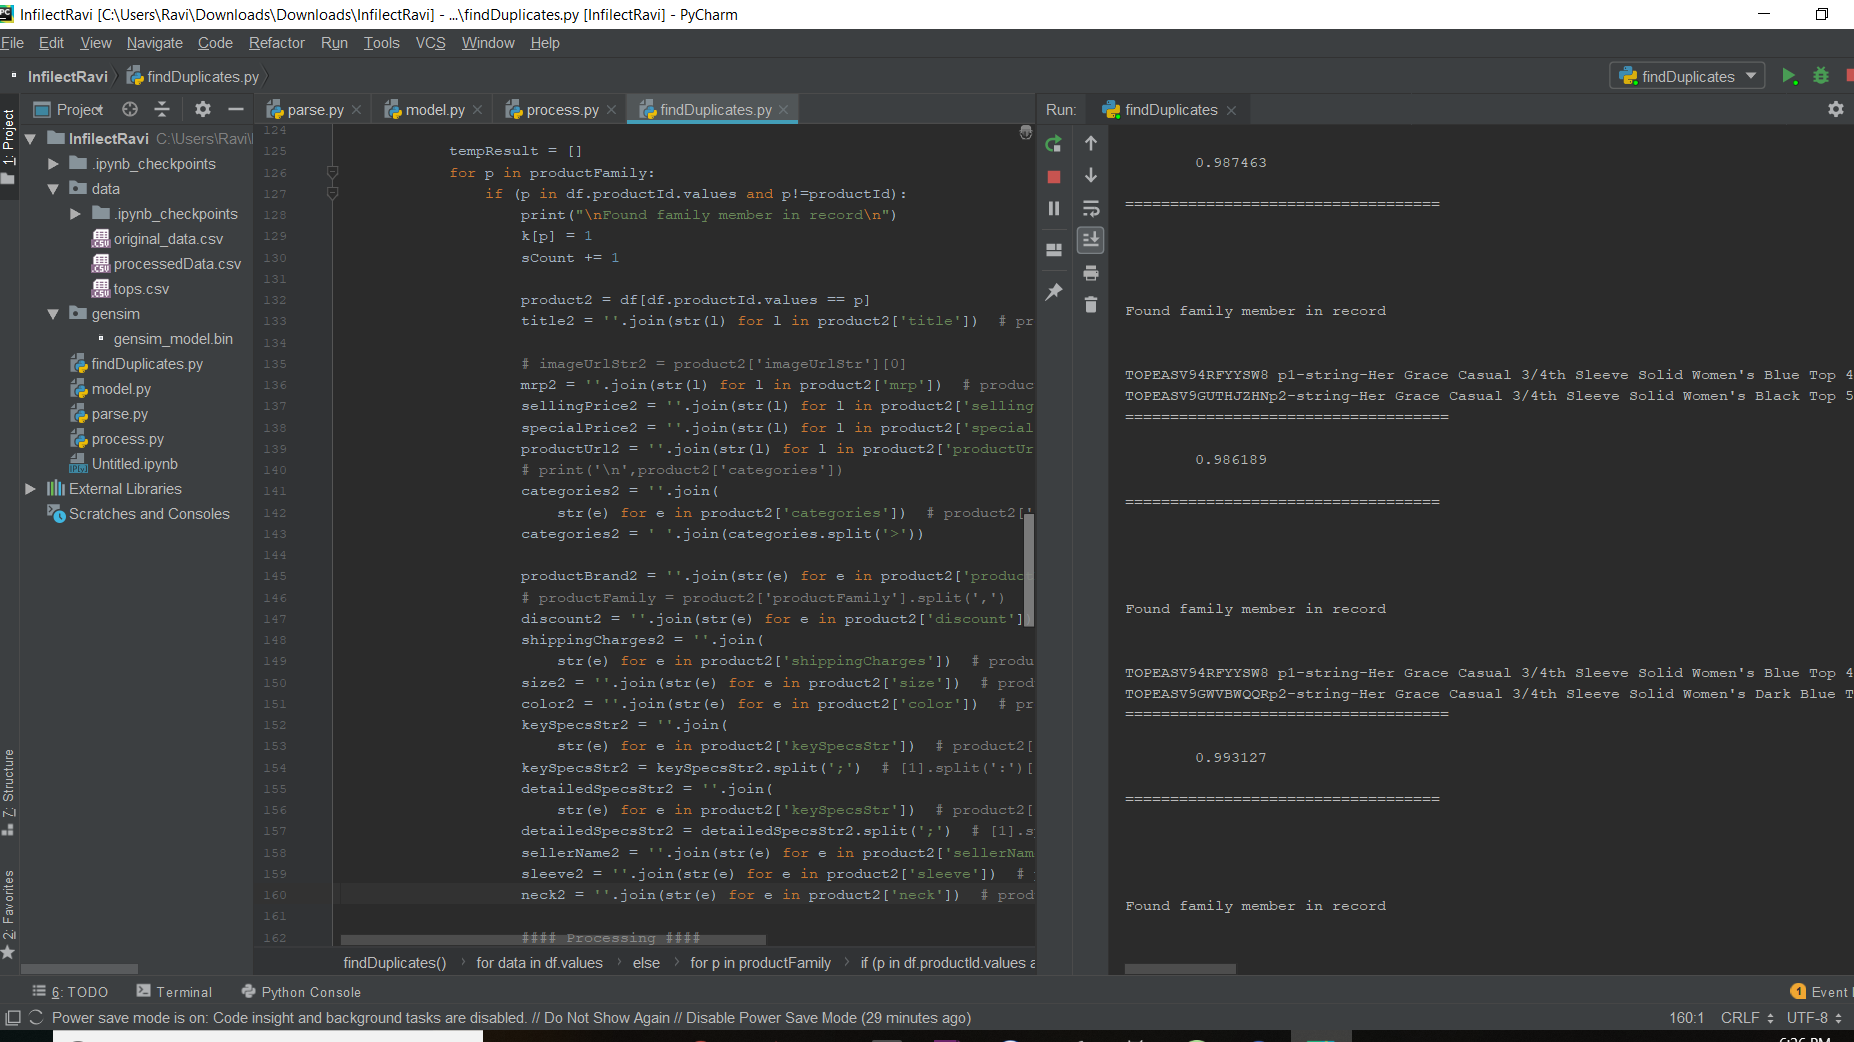 InfilectRavi [C:\Users\Ravi\Downloads\Downloads\InfilectRavi] - ...\findDuplicates.py [InfilectRavi] - PyCharm
File Edit View Navigate Code Refactor Run Tools VCS Window Help
InfilectRavi findDuplicates.py findDuplicates
Project parse.py model.py process.py findDuplicates.py Run: findDuplicates
1: Project
InfilectRavi C:\Users\Ravi\
.ipynb_checkpoints
data
.ipynb_checkpoints
original_data.csv
processedData.csv
tops.csv
gensim
gensim_model.bin
findDuplicates.py
model.py
parse.py
process.py
Untitled.ipynb
External Libraries
Scratches and Consoles
Z: Structure
2: Favorites
124
125 tempResult = []
126 for p in productFamily:
127 if (p in df.productId.values and p!=productId):
128 print("\nFound family member in record\n")
129 k[p] = 1
130 sCount += 1
131
132 product2 = df[df.productId.values == p]
133 title2 = ''.join(str(l) for l in product2['title']) # pr
134
135 # imageUrlStr2 = product2['imageUrlStr'][0]
136 mrp2 = ''.join(str(l) for l in product2['mrp']) # produc
137 sellingPrice2 = ''.join(str(l) for l in product2['selling
138 specialPrice2 = ''.join(str(l) for l in product2['special
139 productUrl2 = ''.join(str(l) for l in product2['productUr
140 # print('\n',product2['categories'])
141 categories2 = ''.join(
142 str(e) for e in product2['categories']) # product2['
143 categories2 = ' '.join(categories.split('>'))
144
145 productBrand2 = ''.join(str(e) for e in product2['produc
146 # productFamily = product2['productFamily'].split(',')
147 discount2 = ''.join(str(e) for e in product2['discount'])
148 shippingCharges2 = ''.join(
149 str(e) for e in product2['shippingCharges']) # produ
150 size2 = ''.join(str(e) for e in product2['size']) # prod
151 color2 = ''.join(str(e) for e in product2['color']) # pr
152 keySpecsStr2 = ''.join(
153 str(e) for e in product2['keySpecsStr']) # product2[
154 keySpecsStr2 = keySpecsStr2.split(';') # [1].split(':')[
155 detailedSpecsStr2 = ''.join(
156 str(e) for e in product2['keySpecsStr']) # product2[
157 detailedSpecsStr2 = detailedSpecsStr2.split(';') # [1].s
158 sellerName2 = ''.join(str(e) for e in product2['sellerNam
159 sleeve2 = ''.join(str(e) for e in product2['sleeve']) #
160 neck2 = ''.join(str(e) for e in product2['neck']) # prod
161
162 #### Processing ####
findDuplicates() for data in df.values else for p in productFamily if (p in df.productId.values a
0.987463
===================================
Found family member in record
TOPEASV94RFYYSW8 p1-string-Her Grace Casual 3/4th Sleeve Solid Women's Blue Top 4
TOPEASV9GUTHJZHNp2-string-Her Grace Casual 3/4th Sleeve Solid Women's Black Top 5
====================================
0.986189
===================================
Found family member in record
TOPEASV94RFYYSW8 p1-string-Her Grace Casual 3/4th Sleeve Solid Women's Blue Top 4
TOPEASV9GWVBWQQRp2-string-Her Grace Casual 3/4th Sleeve Solid Women's Dark Blue T
====================================
0.993127
===================================
Found family member in record
6: TODO Terminal Python Console 1 Event
Power save mode is on: Code insight and background tasks are disabled. // Do Not Show Again // Disable Power Save Mode (29 minutes ago) 160:1 CRLF UTF-8